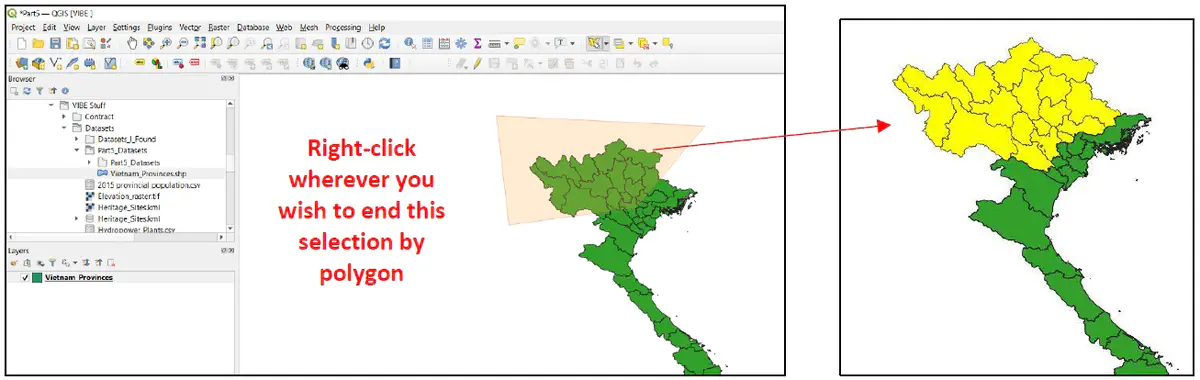 *Part5 — QGIS [VIBE ]
Project Edit View Layer Settings Plugins Vector Raster Database Web Mesh Processing Help
Browser
VIBE Stuff
Contract
Datasets
Datasets_I_Found
Part5_Datasets
Part5_Datasets
Vietnam_Provinces.shp
2015 provincial population.csv
Elevation_raster.tif
Heritage_Sites.kml
Heritage_Sites.kml
Hydropower_Plants.csv
Layers
Vietnam Provinces
Right-click
wherever you
wish to end this
selection by
polygon